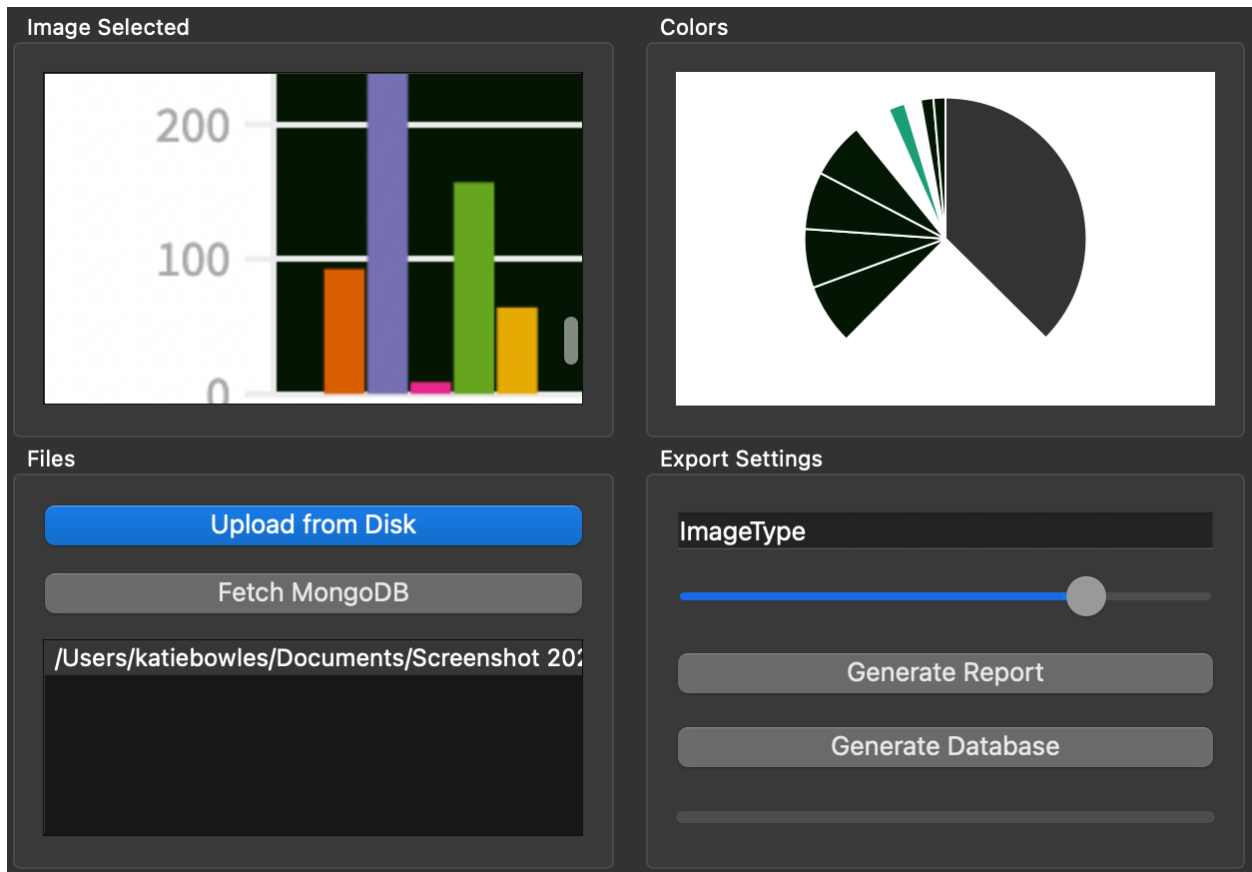 Image Selected
200
100
0
Colors
Files
Upload from Disk
Fetch MongoDB
/Users/katiebowles/Documents/Screenshot 202
Export Settings
ImageType
Generate Report
Generate Database